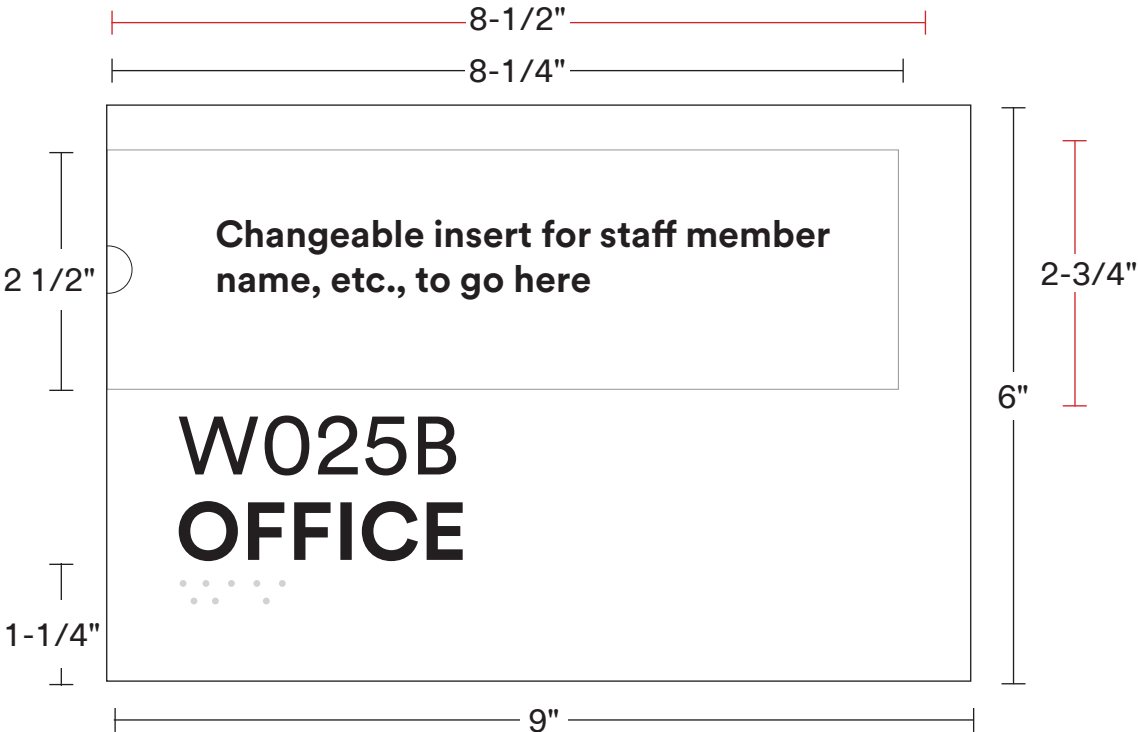 8-1/2"
8-1/4"
Changeable insert for staff member
name, etc., to go here
2 1/2"
2-3/4"
6"
W025B
OFFICE
1-1/4"
9"